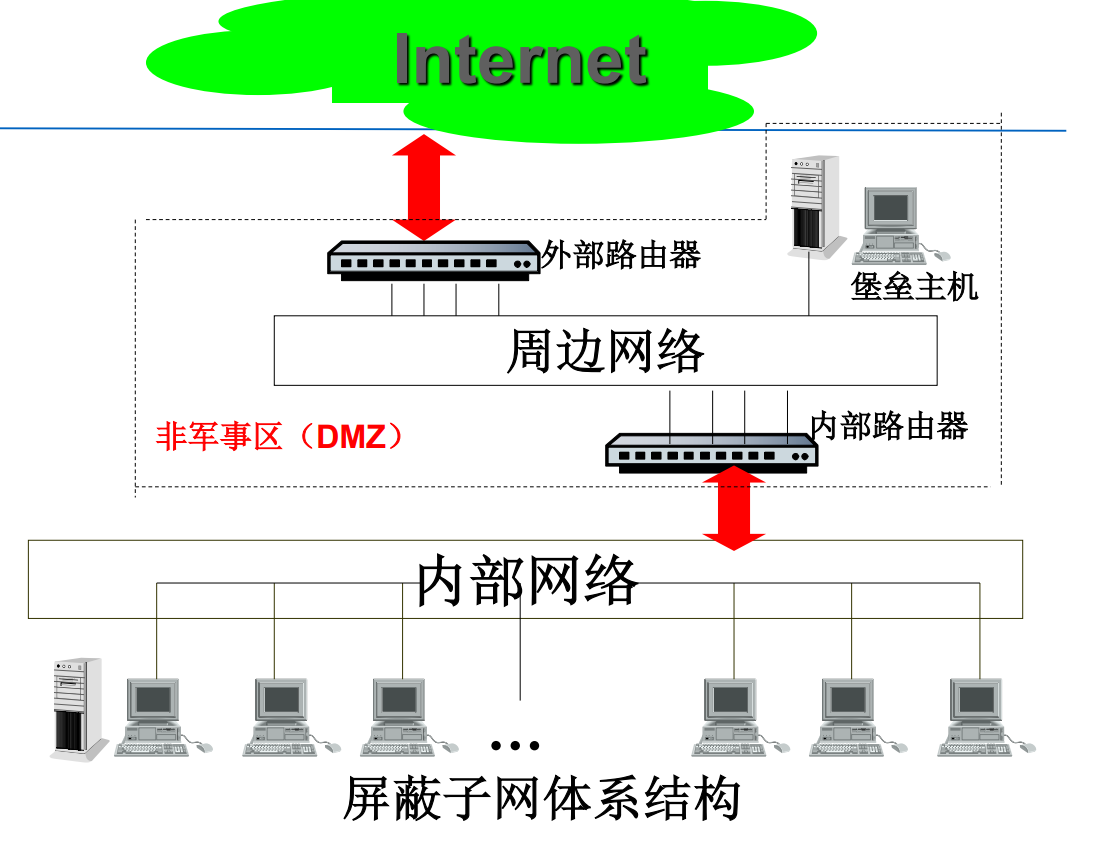 Internet
外部路由器
堡垒主机
周边网络
非军事区（DMZ）
内部路由器
内部网络
...
屏蔽子网体系结构